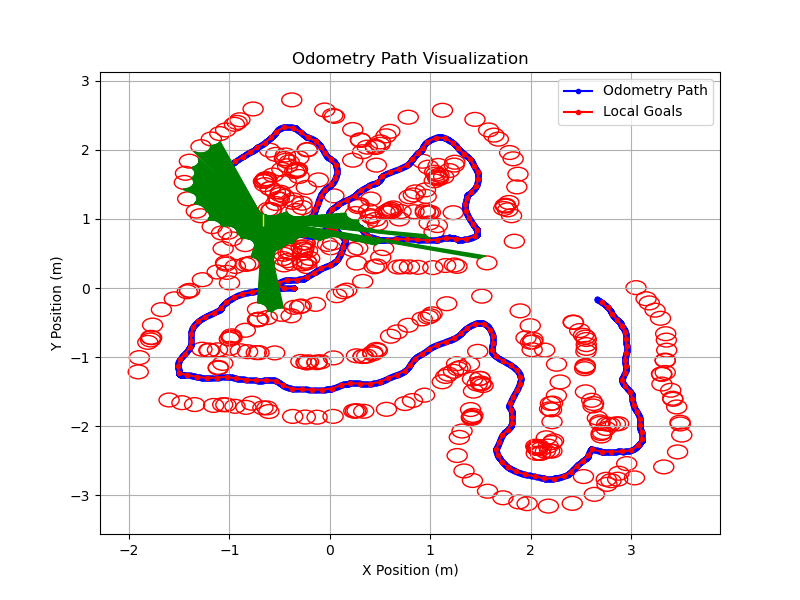 Odometry Path Visualization
Odometry Path
Local Goals
Y Position (m)
3
2
1
0
−1
−2
−3
−2
−1
0
1
2
3
X Position (m)